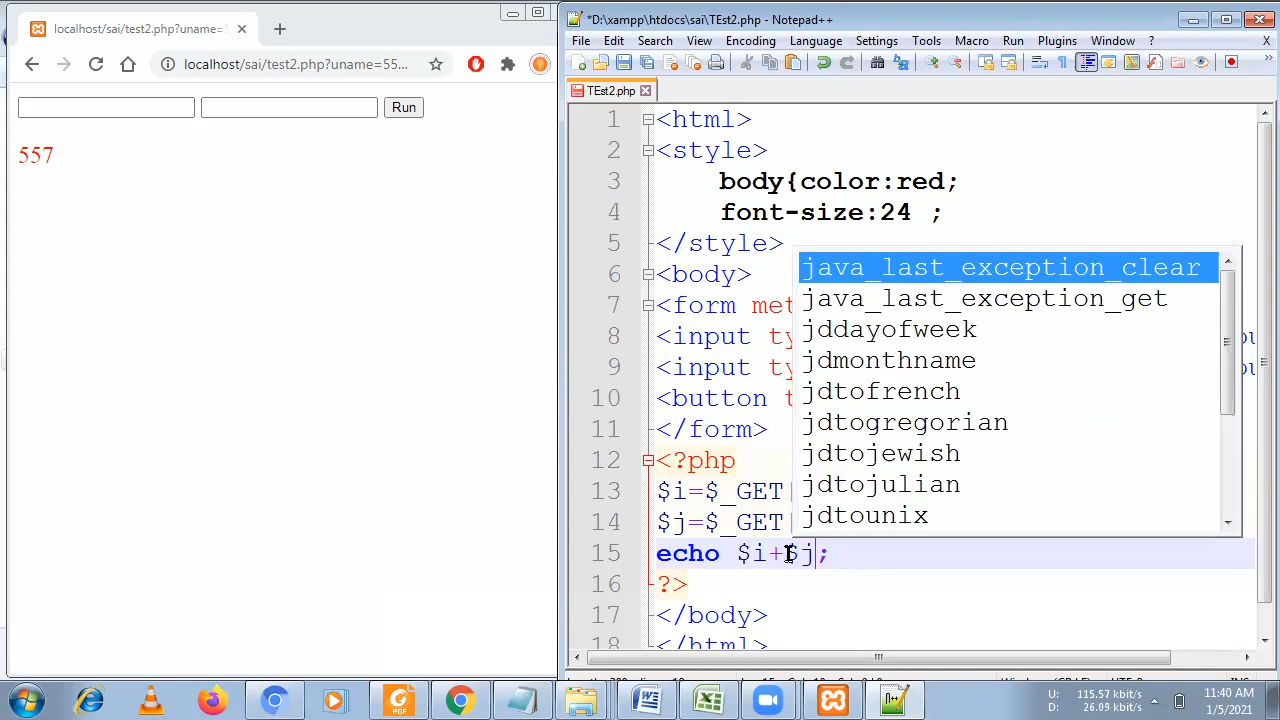 localhost/sai/test2.php?uname=5
localhost/sai/test2.php?uname=55...
Run
557
*D:\xampp\htdocs\sai\TEst2.php - Notepad++
File Edit Search View Encoding Language Settings Tools Macro Run Plugins Window ? X
TEst2.php
1 <html>
2 <style>
3 body{color:red;
4 font-size:24 ;
5 </style>
6 <body>
7 <form met
8 <input ty
9 <input ty
10 <button t
11 </form>
12 <?php
13 $i=$_GET
14 $j=$_GET
15 echo $i+$j;
16 ?>
17 </body>
18 </html>
java_last_exception_clear
java_last_exception_get
jddayofweek
jdmonthname
jdtofrench
jdtogregorian
jdtojewish
jdtojulian
jdtounix
U: 115.57 kbit/s
D: 26.09 kbit/s
11:40 AM
1/5/2021